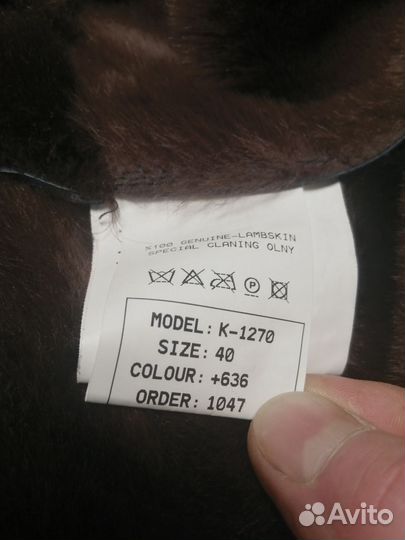 %100 GENUINE-LAMBSKIN
SPECIAL CLANING OLNY
P
MODEL: K-1270
SIZE: 40
COLOUR: +636
ORDER: 1047
Avito